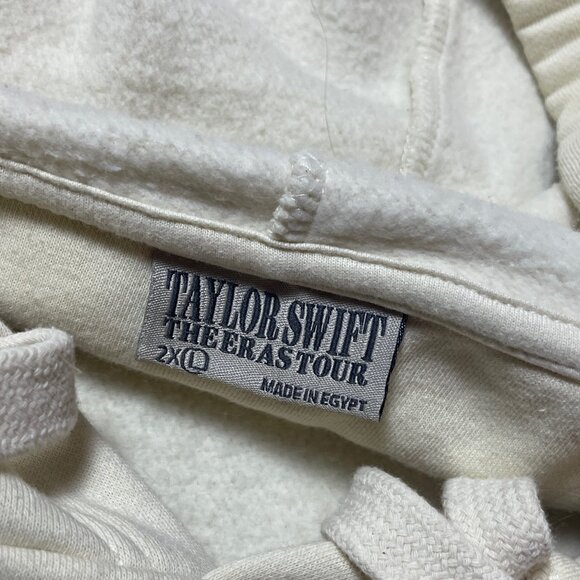 TAYLOR SWIFT
THE ERAS TOUR
2X(L)
MADE IN EGYPT